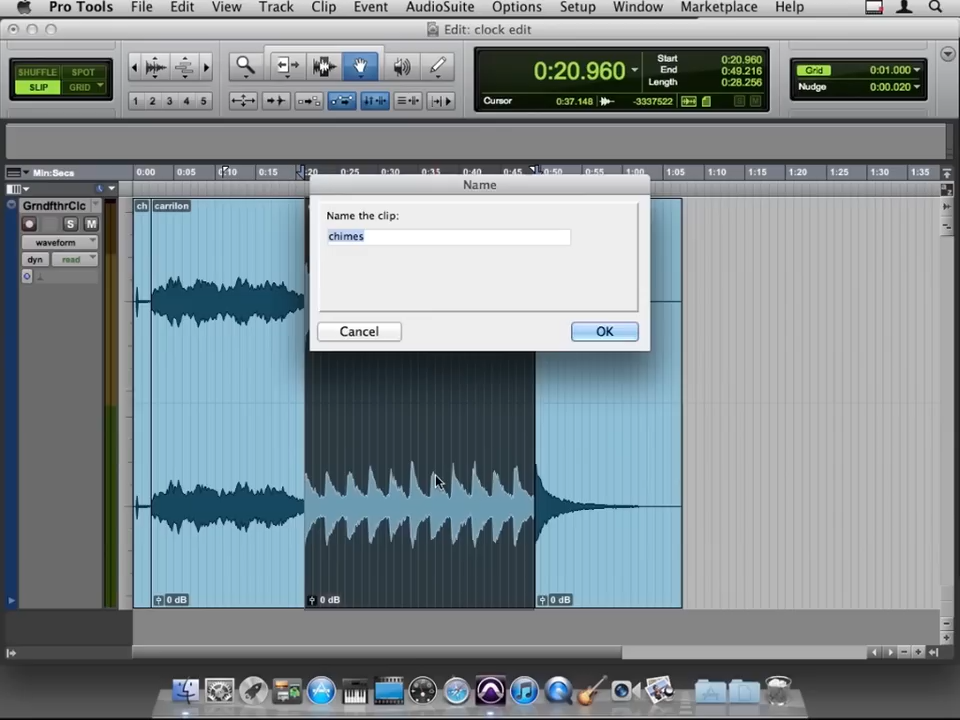 Pro Tools File Edit View Track Clip Event AudioSuite Options Setup Window Marketplace Help
Edit: clock edit
SHUFFLE SPOT
SLIP GRID
1 2 3 4 5
0:20.960
Start 0:20.960
End 0:49.216
Length 0:28.256
Cursor 0:37.148 -3337522
Grid 0:01.000
Nudge 0:00.020
Min:Secs 0:00 0:05 0:10 0:15 :20 0:25 0:30 0:35 0:40 0:45 0:50 0:55 1:00 1:05 1:10 1:15 1:20 1:25 1:30 1:35
GrndfthrClc
S M
waveform
dyn read
ch carrilon
Name
Name the clip:
chimes
Cancel OK
0 dB 0 dB 0 dB